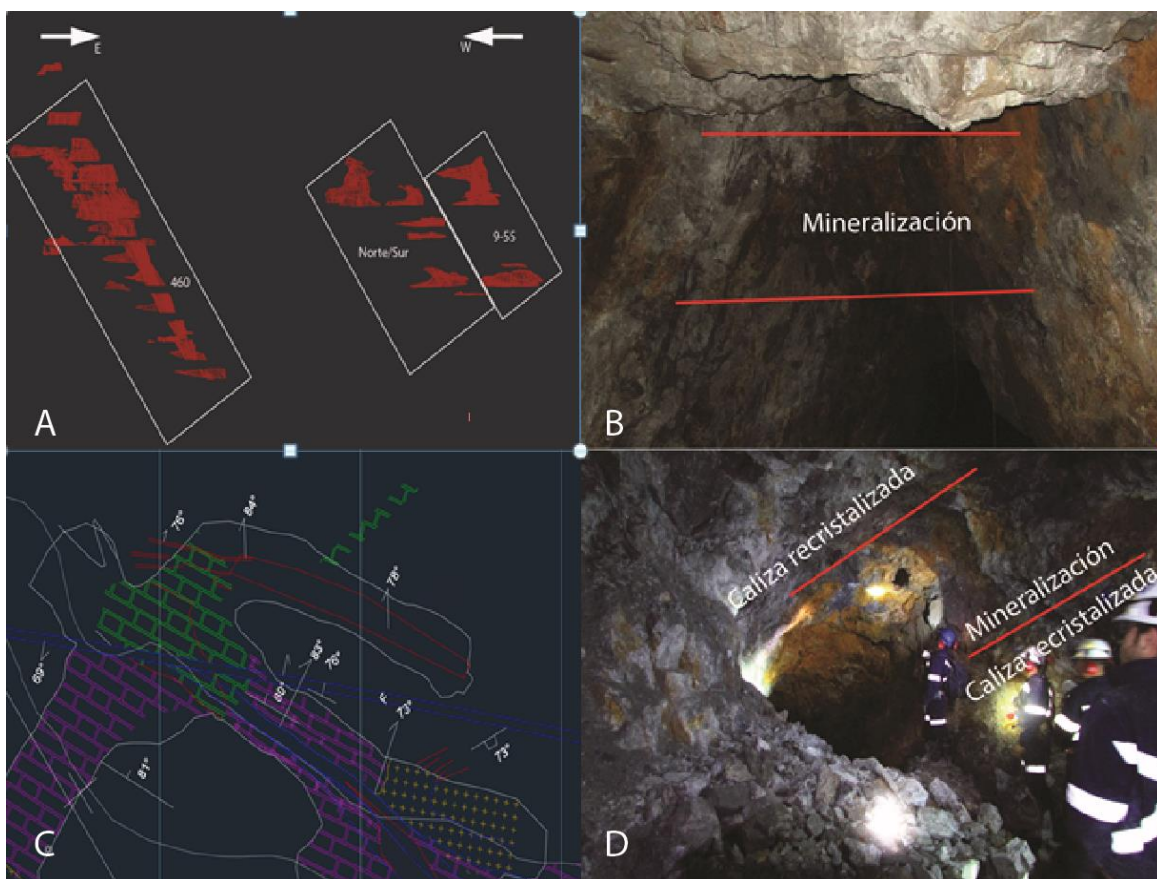 E
W
460
Norte/Sur
9-55
A
Mineralización
B
76°
84°
78°
69°
83°
76°
80°
F
73°
73°
81°
C
Caliza recristalizada
Mineralización
Caliza recristalizada
D